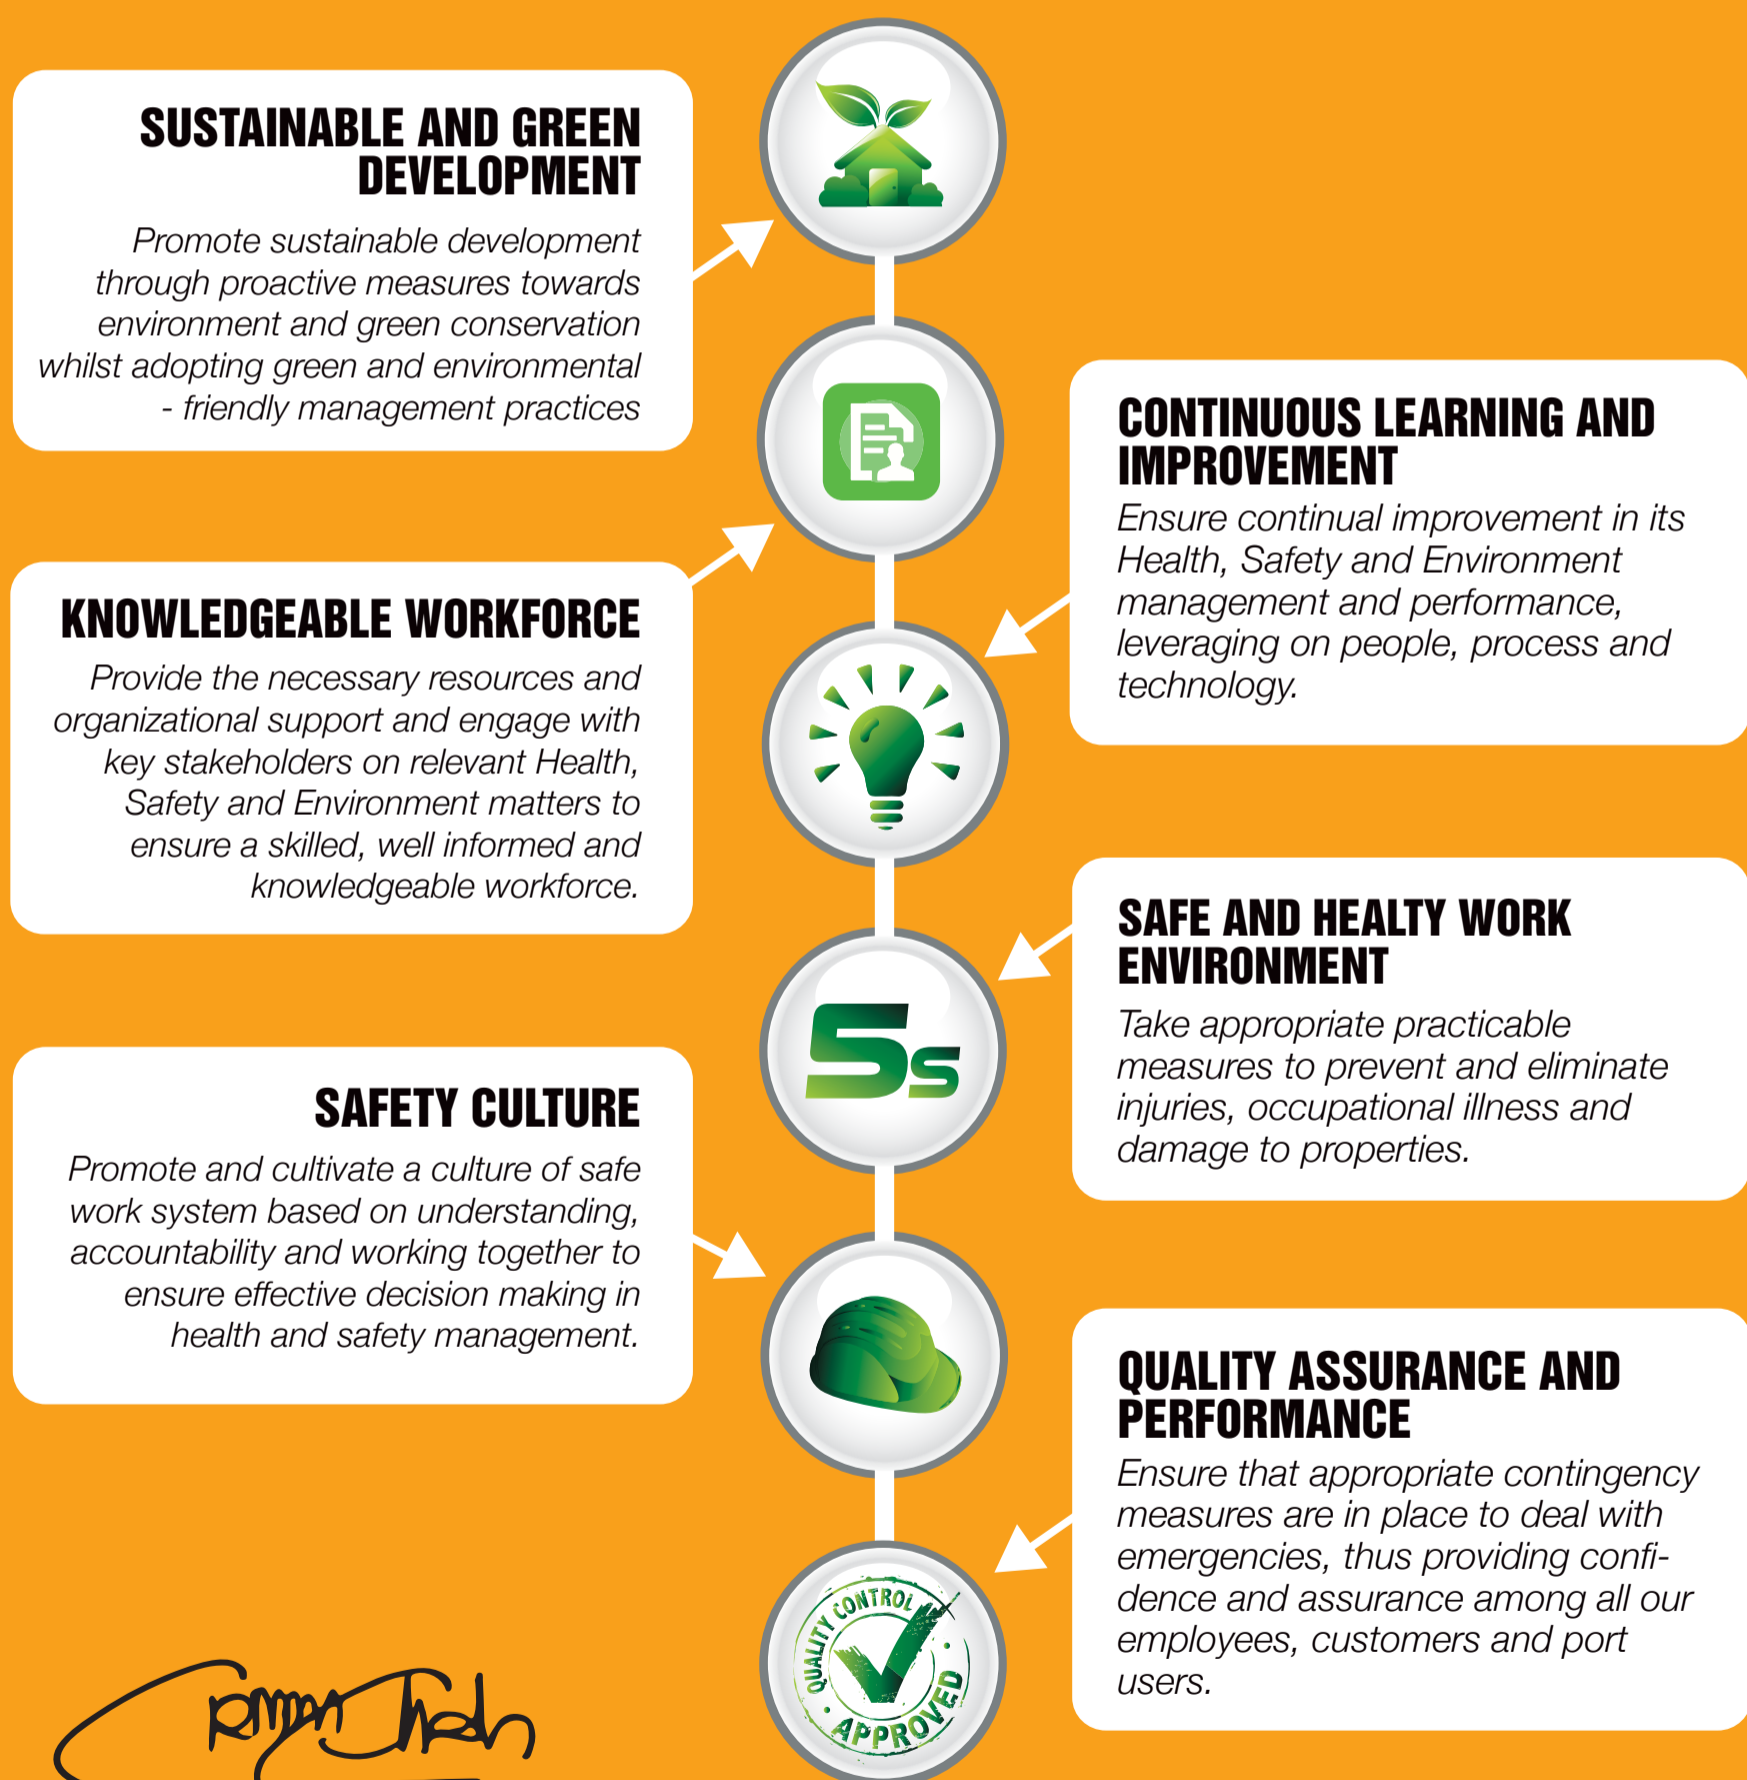 SUSTAINABLE AND GREEN
DEVELOPMENT
Promote sustainable development
through proactive measures towards
environment and green conservation
whilst adopting green and environmental
- friendly management practices
CONTINUOUS LEARNING AND
IMPROVEMENT
Ensure continual improvement in its
Health, Safety and Environment
management and performance,
leveraging on people, process and
technology.
KNOWLEDGEABLE WORKFORCE
Provide the necessary resources and
organizational support and engage with
key stakeholders on relevant Health,
Safety and Environment matters to
ensure a skilled, well informed and
knowledgeable workforce.
SAFE AND HEALTY WORK
ENVIRONMENT
Take appropriate practicable
measures to prevent and eliminate
injuries, occupational illness and
damage to properties.
5s
SAFETY CULTURE
Promote and cultivate a culture of safe
work system based on understanding,
accountability and working together to
ensure effective decision making in
health and safety management.
QUALITY ASSURANCE AND
PERFORMANCE
Ensure that appropriate contingency
measures are in place to deal with
emergencies, thus providing confi-
dence and assurance among all our
employees, customers and port
users.
QUALITY CONTROL
APPROVED